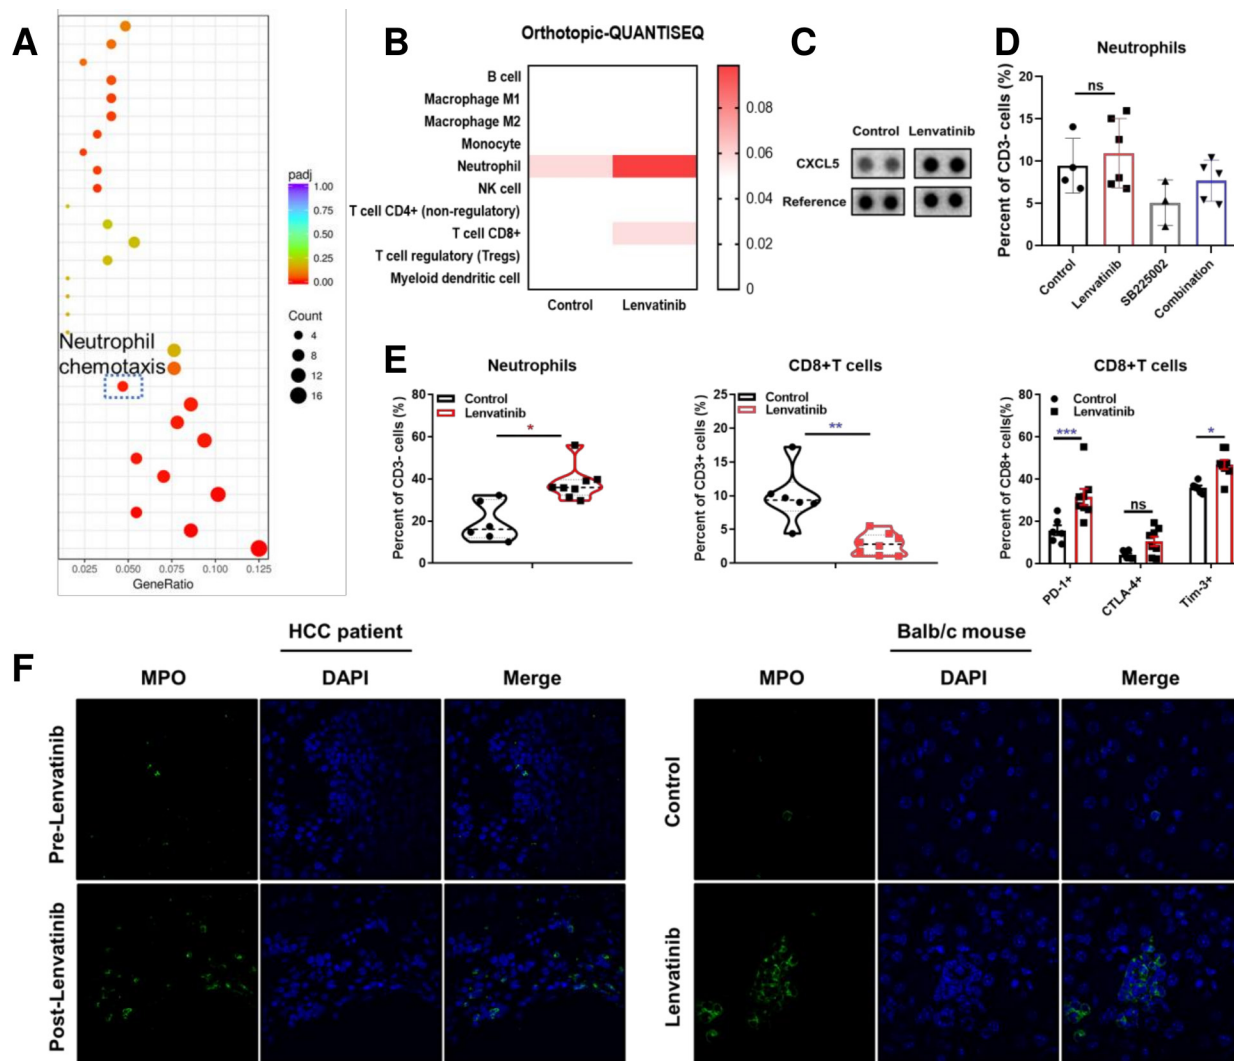 A
Neutrophil
chemotaxis
0.025 0.050 0.075 0.100 0.125
GeneRatio
padj
1.00
0.75
0.50
0.25
0.00
Count
4
8
12
16
B
Orthotopic-QUANTISEQ
B cell
Macrophage M1
Macrophage M2
Monocyte
Neutrophil
NK cell
T cell CD4+ (non-regulatory)
T cell CD8+
T cell regulatory (Tregs)
Myeloid dendritic cell
Control Lenvatinib
0.08
0.06
0.04
0.02
0
C
Control Lenvatinib
CXCL5
Reference
D
Neutrophils
Percent of CD3- cells (%)
20
15
10
5
0
ns
Control
Lenvatinib
SB225002
Combination
E
Neutrophils
Percent of CD3- cells (%)
80
60
40
20
0
Control
Lenvatinib
*
CD8+T cells
Percent of CD3+ cells (%)
25
20
15
10
5
0
Control
Lenvatinib
**
CD8+T cells
Percent of CD8+ cells(%)
80
60
40
20
0
Control
Lenvatinib
***
ns
*
PD-1+
CTLA-4+
Tim-3+
F
HCC patient
MPO DAPI Merge
Pre-Lenvatinib
Post-Lenvatinib
Balb/c mouse
MPO DAPI Merge
Control
Lenvatinib